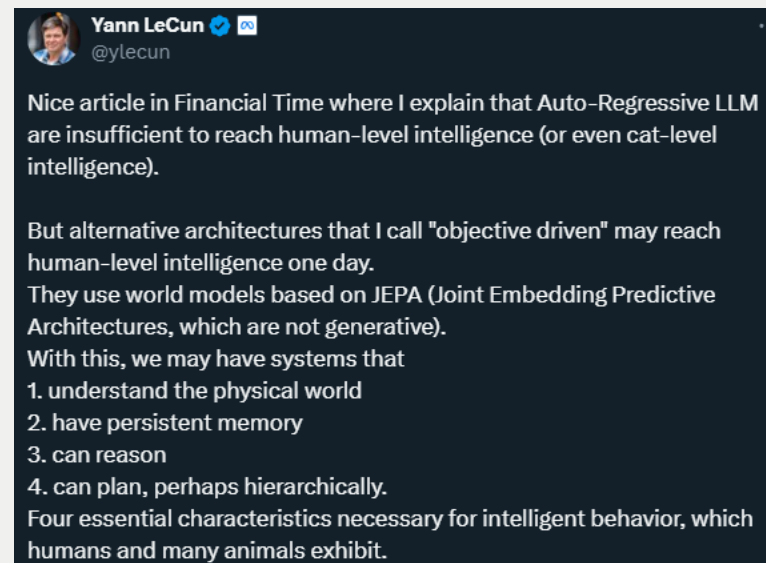 Yann LeCun
@ylecun
Nice article in Financial Time where I explain that Auto-Regressive LLM
are insufficient to reach human-level intelligence (or even cat-level
intelligence).
But alternative architectures that I call "objective driven" may reach
human-level intelligence one day.
They use world models based on JEPA (Joint Embedding Predictive
Architectures, which are not generative).
With this, we may have systems that
1. understand the physical world
2. have persistent memory
3. can reason
4. can plan, perhaps hierarchically.
Four essential characteristics necessary for intelligent behavior, which
humans and many animals exhibit.